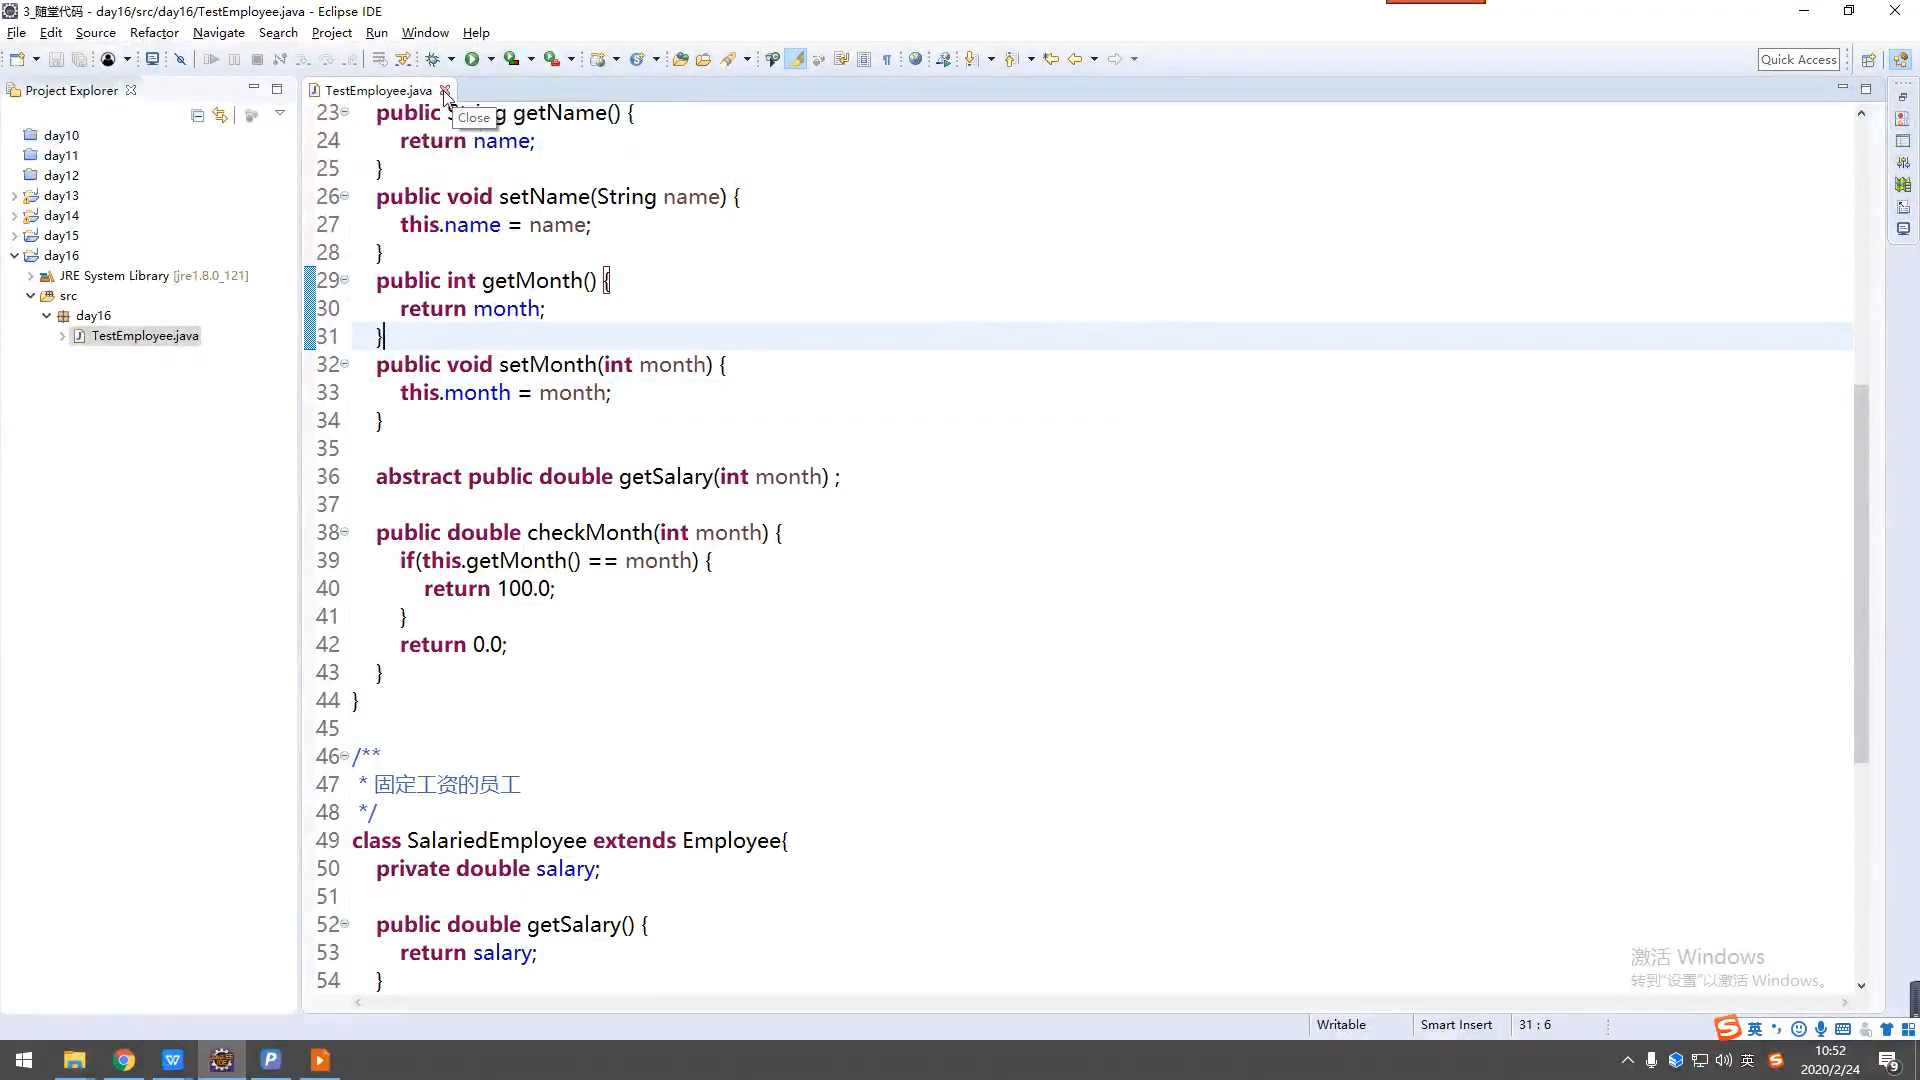 3_随堂代码 - day16/src/day16/TestEmployee.java - Eclipse IDE
File Edit Source Refactor Navigate Search Project Run Window Help
Quick Access
Project Explorer
TestEmployee.java
Close
day10
day11
day12
day13
day14
day15
day16
JRE System Library [jre1.8.0_121]
src
day16
TestEmployee.java
23 public String getName() {
24 return name;
25 }
26 public void setName(String name) {
27 this.name = name;
28 }
29 public int getMonth() {
30 return month;
31 }
32 public void setMonth(int month) {
33 this.month = month;
34 }
35
36 abstract public double getSalary(int month) ;
37
38 public double checkMonth(int month) {
39 if(this.getMonth() == month) {
40 return 100.0;
41 }
42 return 0.0;
43 }
44 }
45
46 /**
47 * 固定工资的员工
48 */
49 class SalariedEmployee extends Employee{
50 private double salary;
51
52 public double getSalary() {
53 return salary;
54 }
激活 Windows
转到"设置"以激活 Windows。
Writable Smart Insert 31 : 6
英
英
10:52
2020/2/24
9